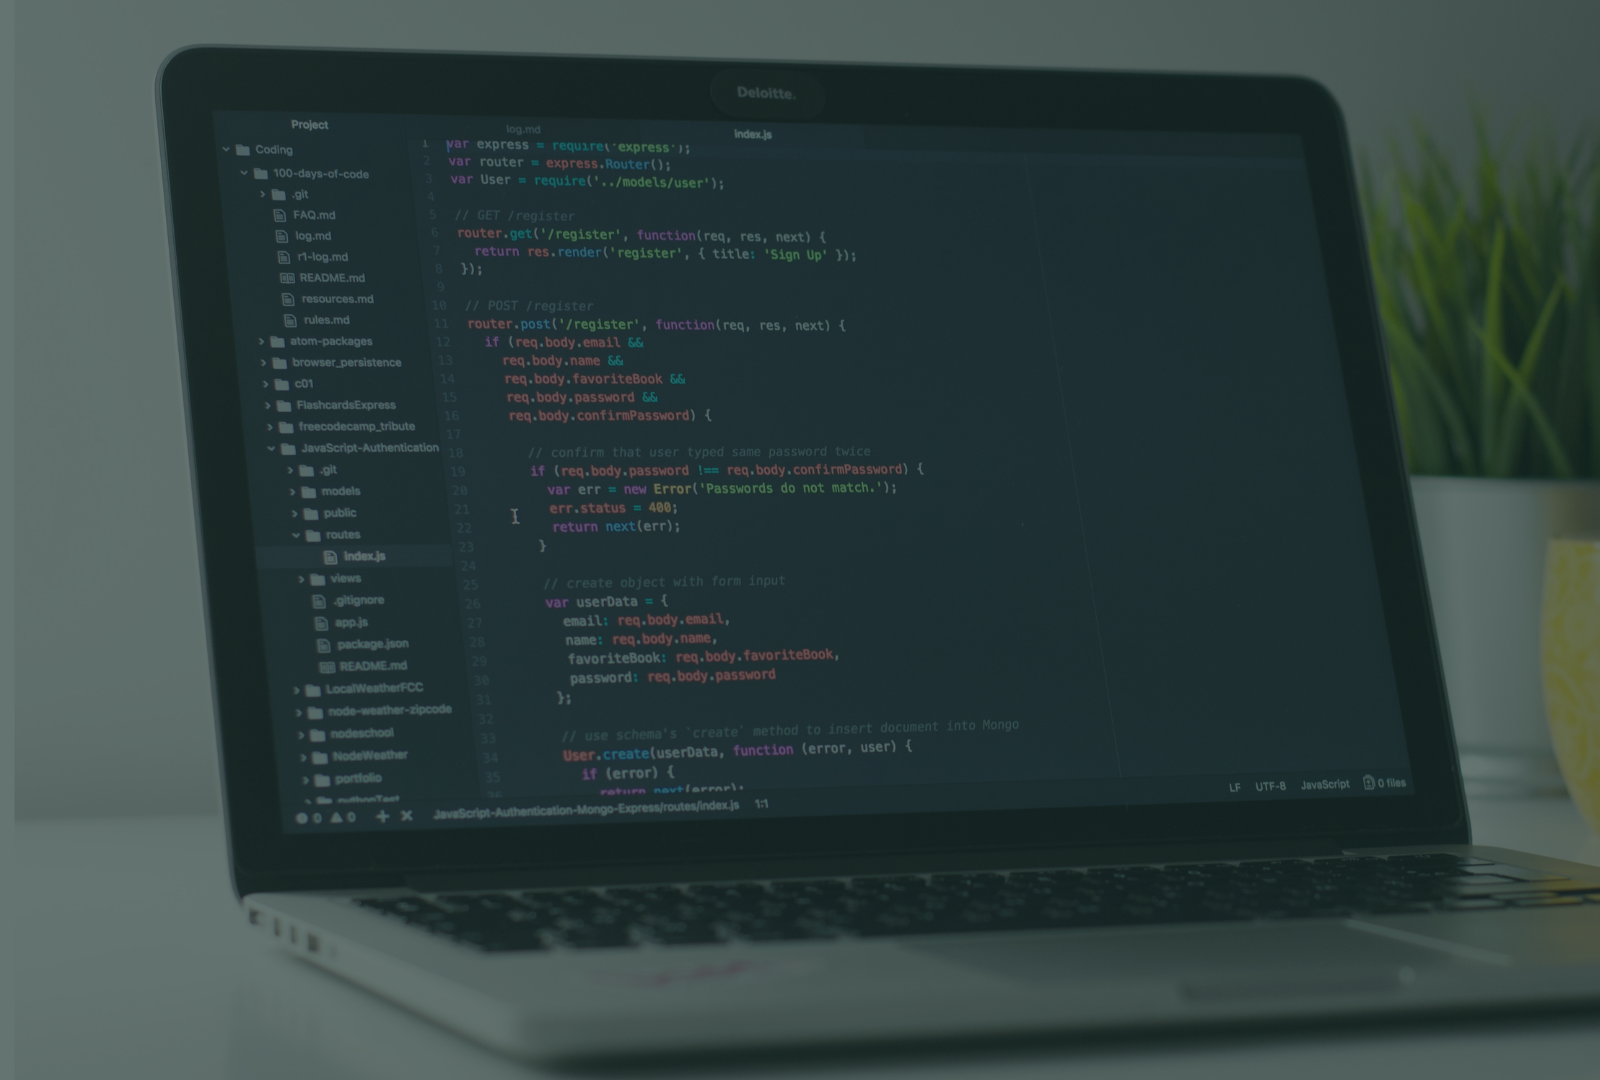 Deloitte.
Project
log.md
index.js
Coding
100-days-of-code
.git
FAQ.md
log.md
r1-log.md
README.md
resources.md
rules.md
atom-packages
browser_persistence
c01
FlashcardsExpress
freecodecamp_tribute
JavaScript-Authentication
.git
models
public
routes
index.js
views
.gitignore
app.js
package.json
README.md
LocalWeatherFCC
node-weather-zipcode
nodeschool
NodeWeather
portfolio
pythonTest
1 var express = require('express');
2 var router = express.Router();
3 var User = require('../models/user');
4
5 // GET /register
6 router.get('/register', function(req, res, next) {
7 return res.render('register', { title: 'Sign Up' });
8 });
9
10 // POST /register
11 router.post('/register', function(req, res, next) {
12 if (req.body.email &&
13 req.body.name &&
14 req.body.favoriteBook &&
15 req.body.password &&
16 req.body.confirmPassword) {
17
18 // confirm that user typed same password twice
19 if (req.body.password !== req.body.confirmPassword) {
20 var err = new Error('Passwords do not match.');
21 err.status = 400;
22 return next(err);
23 }
24
25 // create object with form input
26 var userData = {
27 email: req.body.email,
28 name: req.body.name,
29 favoriteBook: req.body.favoriteBook,
30 password: req.body.password
31 };
32
33 // use schema's `create` method to insert document into Mongo
34 User.create(userData, function (error, user) {
35 if (error) {
36 return next(error);
0 0 JavaScript-Authentication-Mongo-Express/routes/index.js 1:1 LF UTF-8 JavaScript 0 files